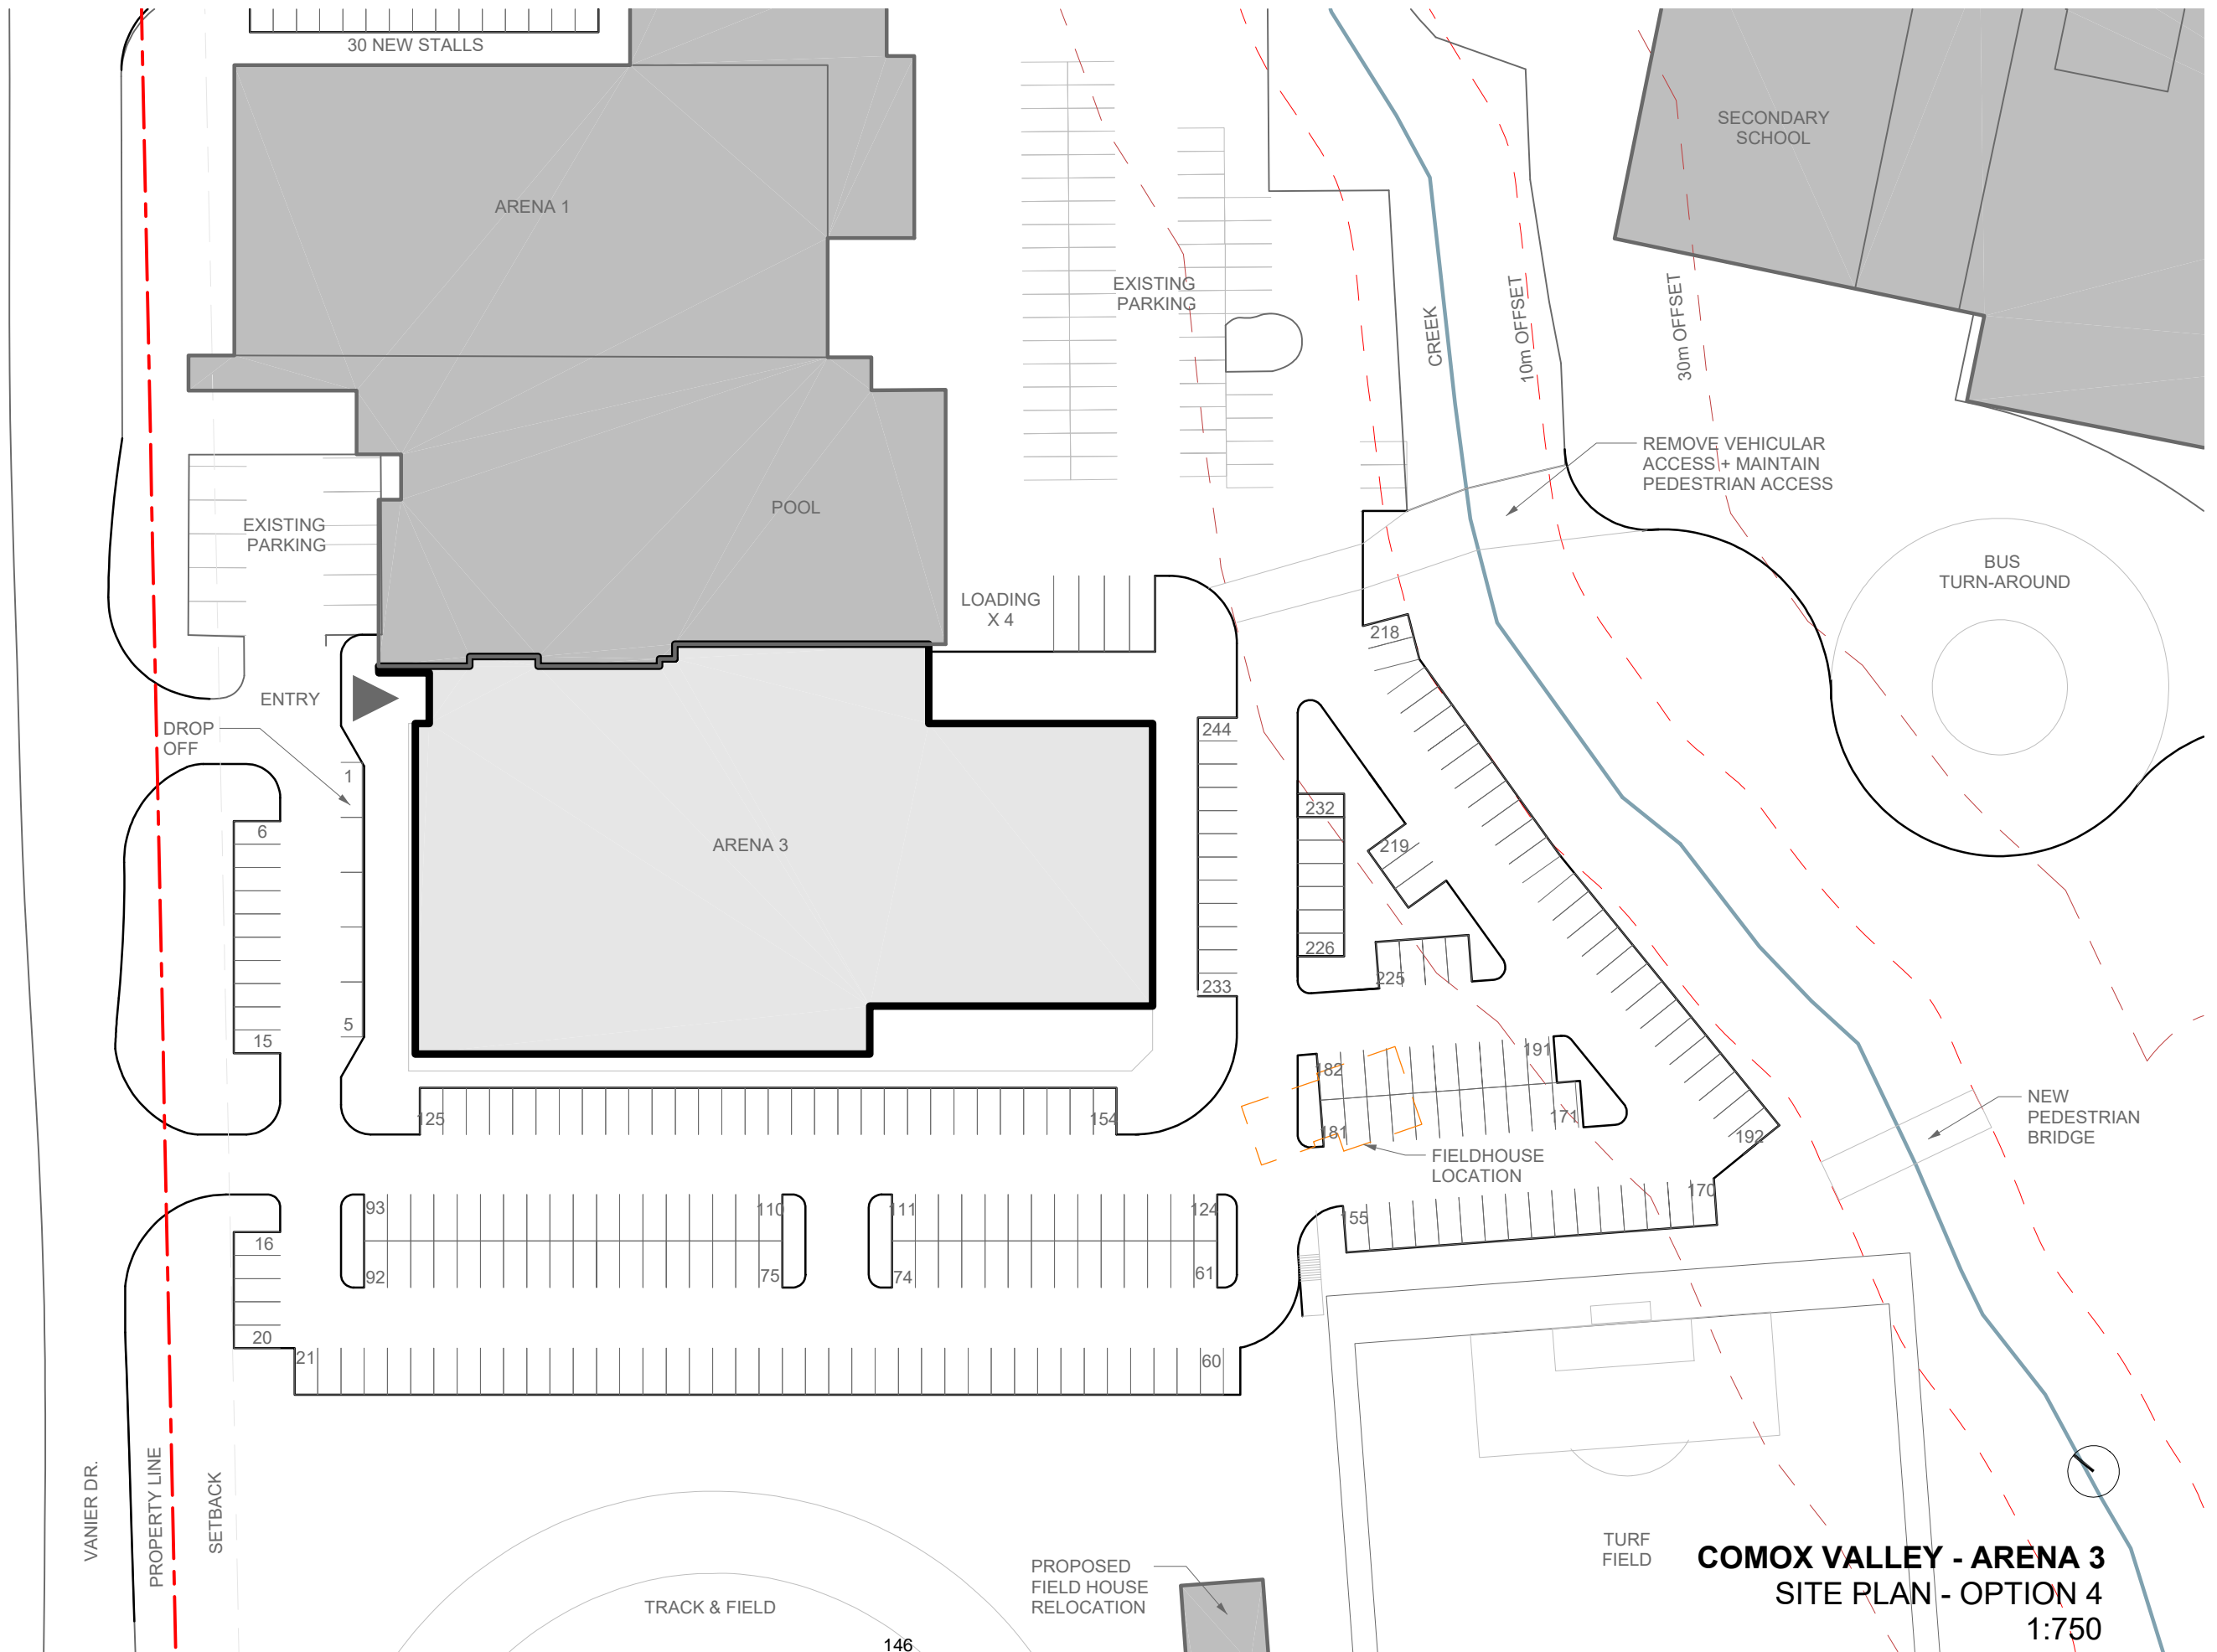 30 NEW STALLS
ARENA 1
SECONDARY
SCHOOL
EXISTING
PARKING
CREEK
10m OFFSET
30m OFFSET
REMOVE VEHICULAR
ACCESS + MAINTAIN
PEDESTRIAN ACCESS
POOL
EXISTING
PARKING
BUS
TURN-AROUND
LOADING
X 4
218
ENTRY
DROP
OFF
244
1
6
232
219
ARENA 3
226
225
233
5
15
191
182
NEW
PEDESTRIAN
BRIDGE
125
154
181
171
192
FIELDHOUSE
LOCATION
170
93
110
111
124
155
16
92
75
74
61
20
21
60
VANIER DR.
PROPERTY LINE
SETBACK
TURF
FIELD
PROPOSED
FIELD HOUSE
RELOCATION
TRACK & FIELD
146
COMOX VALLEY - ARENA 3
SITE PLAN - OPTION 4
1:750